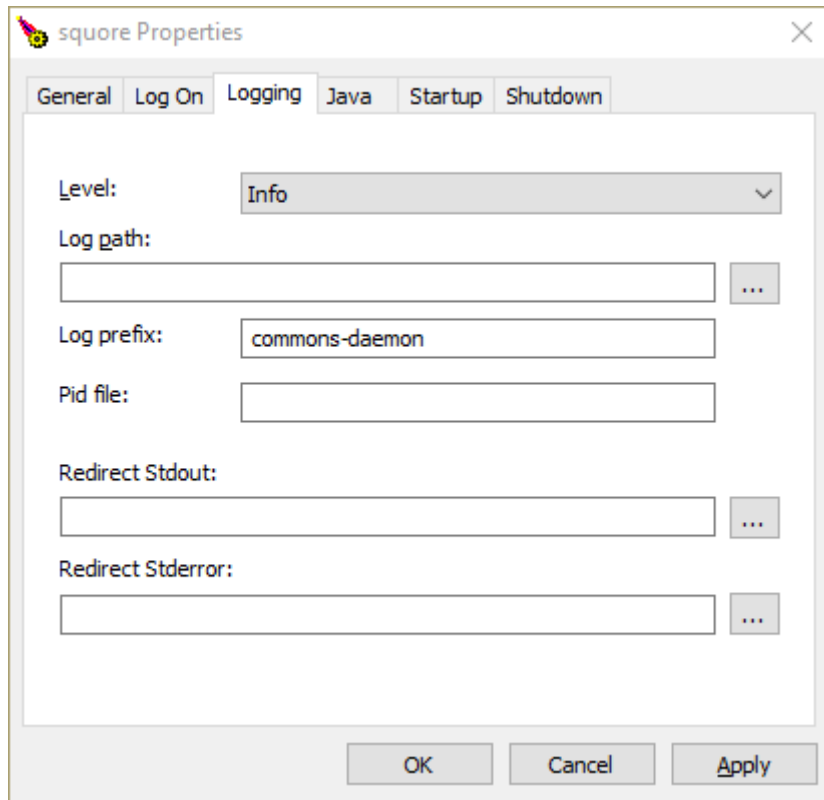 squore Properties
General Log On Logging Java Startup Shutdown
Level: Info
Log path:
...
Log prefix: commons-daemon
Pid file:
Redirect Stdout:
...
Redirect Stderror:
...
OK Cancel Apply